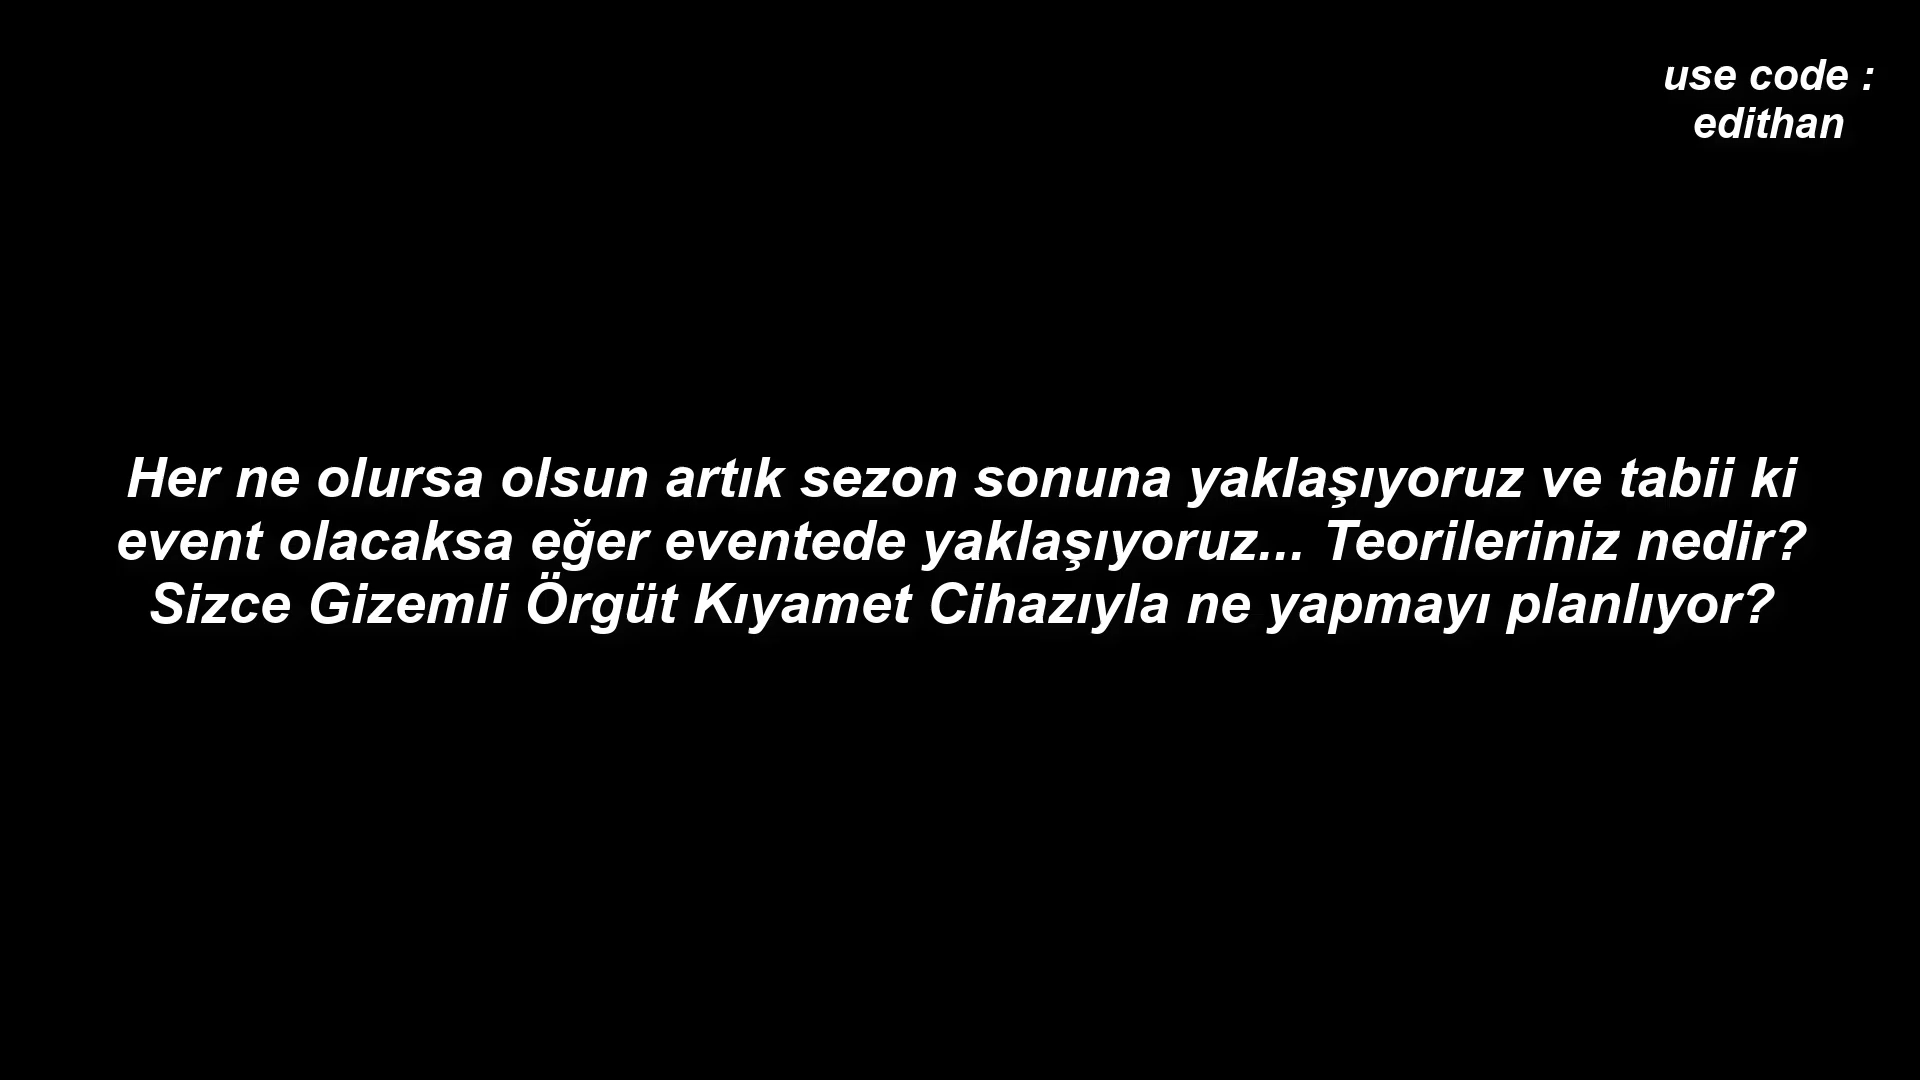 use code :
edithan
Her ne olursa olsun artık sezon sonuna yaklaşıyoruz ve tabii ki
event olacaksa eğer eventede yaklaşıyoruz... Teorileriniz nedir?
Sizce Gizemli Örgüt Kıyamet Cihazıyla ne yapmayı planlıyor?